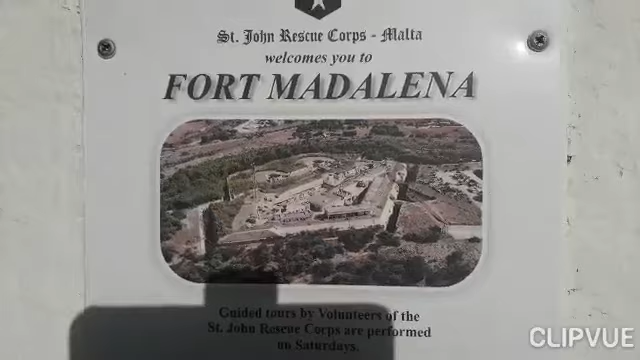 St. John Rescue Corps - Malta
welcomes you to
FORT MADALENA
Guided tours by Volunteers of the
St. John Rescue Corps are performed
on Saturdays.
CLIPVUE